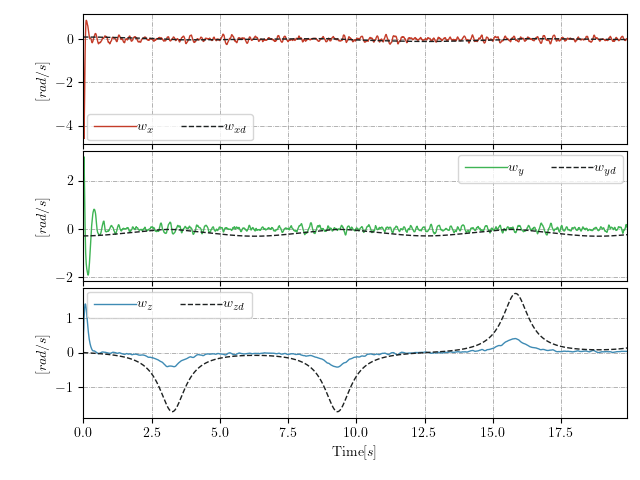 0
−2
−4
[rad/s]
w_x w_xd
2
0
−2
[rad/s]
w_y w_yd
1
0
−1
[rad/s]
w_z w_zd
0.0 2.5 5.0 7.5 10.0 12.5 15.0 17.5
Time[s]